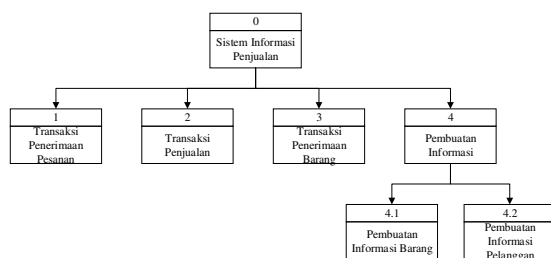 0
Sistem Informasi
Penjualan
1
Transaksi
Penerimaan
Pesanan
2
Transaksi
Penjualan
3
Transaksi
Penerimaan
Barang
4
Pembuatan
Informasi
4.1
Pembuatan
Informasi Barang
4.2
Pembuatan
Informasi
Pelanggan